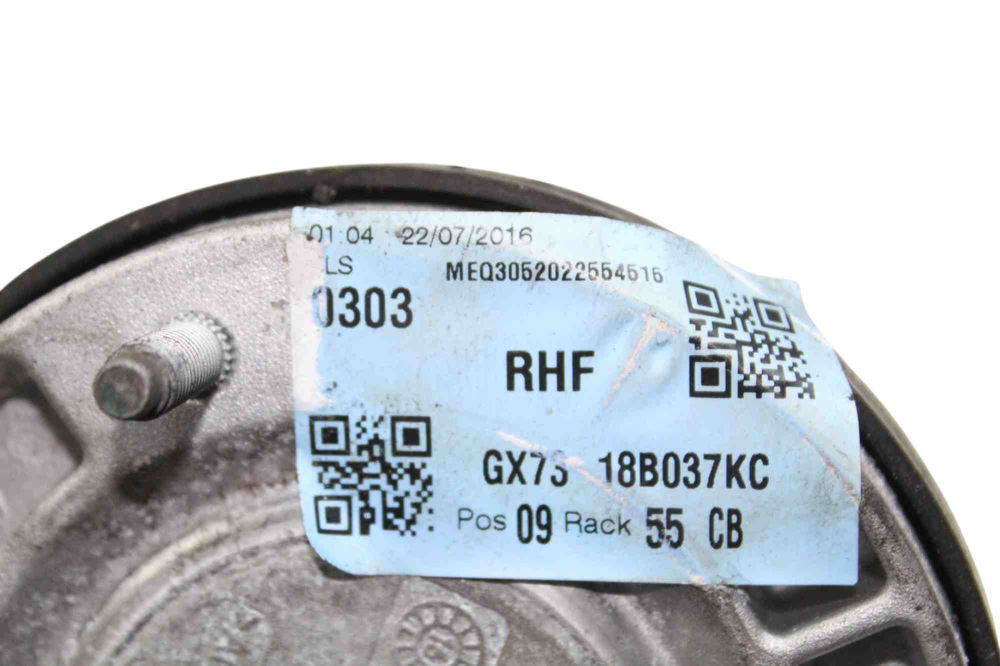 01:04 22/07/2016
LS
MEQ3052022554516
0303
RHF
GX73 18B037KC
Pos 09 Rack 55 CB